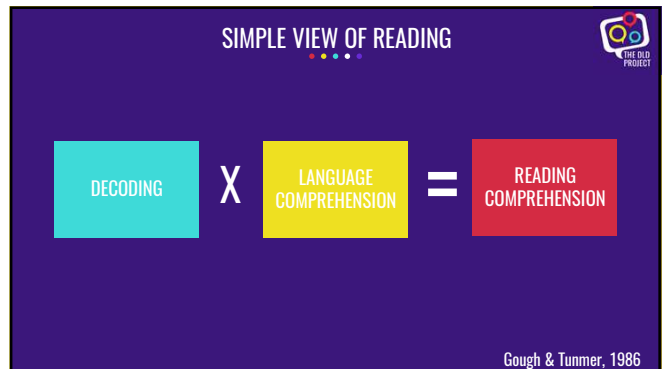 SIMPLE VIEW OF READING
THE DLD
PROJECT
DECODING
X
LANGUAGE
COMPREHENSION
=
READING
COMPREHENSION
Gough & Tunmer, 1986